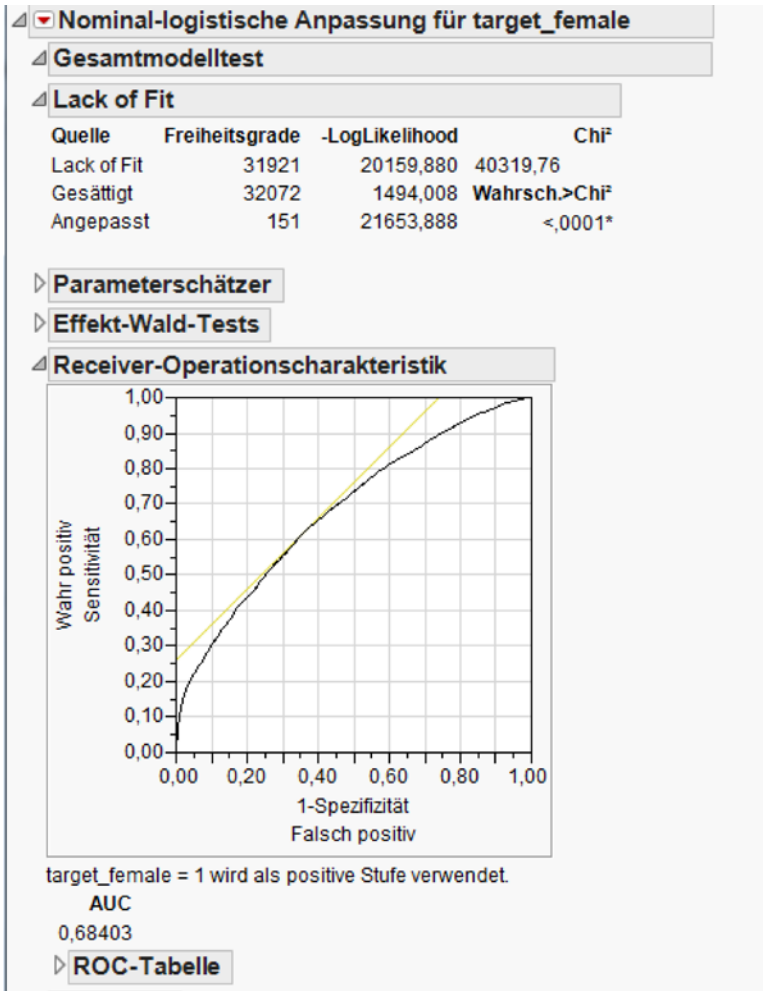 Nominal-logistische Anpassung für target_female
Gesamtmodelltest
Lack of Fit
Quelle Freiheitsgrade -LogLikelihood Chi²
Lack of Fit 31921 20159,880 40319,76
Gesättigt 32072 1494,008 Wahrsch.>Chi²
Angepasst 151 21653,888 <,0001*
Parameterschätzer
Effekt-Wald-Tests
Receiver-Operationscharakteristik
1,00
0,90
0,80
0,70
0,60
0,50
0,40
0,30
0,20
0,10
0,00
Wahr positiv
Sensitivität
0,00 0,20 0,40 0,60 0,80 1,00
1-Spezifizität
Falsch positiv
target_female = 1 wird als positive Stufe verwendet.
AUC
0,68403
ROC-Tabelle